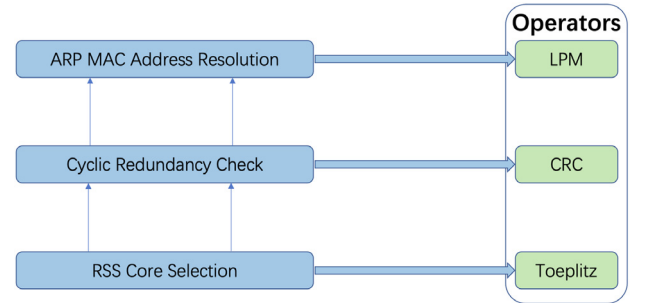 Operators
ARP MAC Address Resolution
LPM
Cyclic Redundancy Check
CRC
RSS Core Selection
Toeplitz